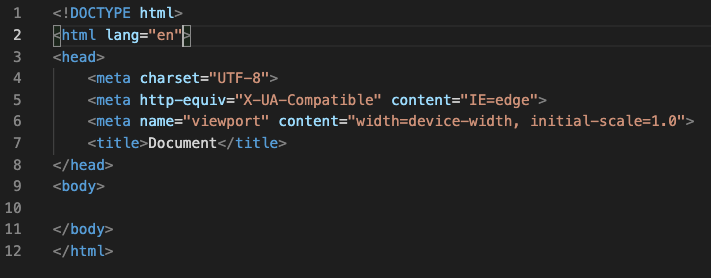 1 <!DOCTYPE html>
2 <html lang="en">
3 <head>
4     <meta charset="UTF-8">
5     <meta http-equiv="X-UA-Compatible" content="IE=edge">
6     <meta name="viewport" content="width=device-width, initial-scale=1.0">
7     <title>Document</title>
8 </head>
9 <body>
10
11 </body>
12 </html>